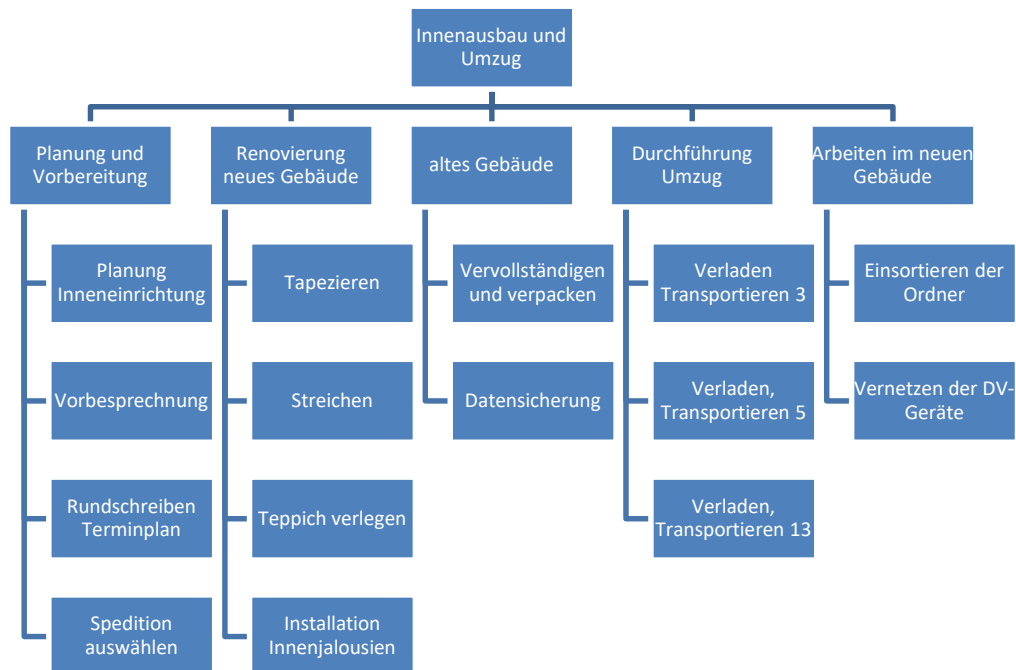 Innenausbau und
Umzug
Planung und
Vorbereitung
Renovierung
neues Gebäude
altes Gebäude
Durchführung
Umzug
Arbeiten im neuen
Gebäude
Planung
Inneneinrichtung
Vorbesprechnung
Rundschreiben
Terminplan
Spedition
auswählen
Tapezieren
Streichen
Teppich verlegen
Installation
Innenjalousien
Vervollständigen
und verpacken
Datensicherung
Verladen
Transportieren 3
Verladen,
Transportieren 5
Verladen,
Transportieren 13
Einsortieren der
Ordner
Vernetzen der DV-
Geräte